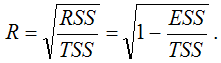 R = √(RSS/TSS) = √(1 − ESS/TSS) .